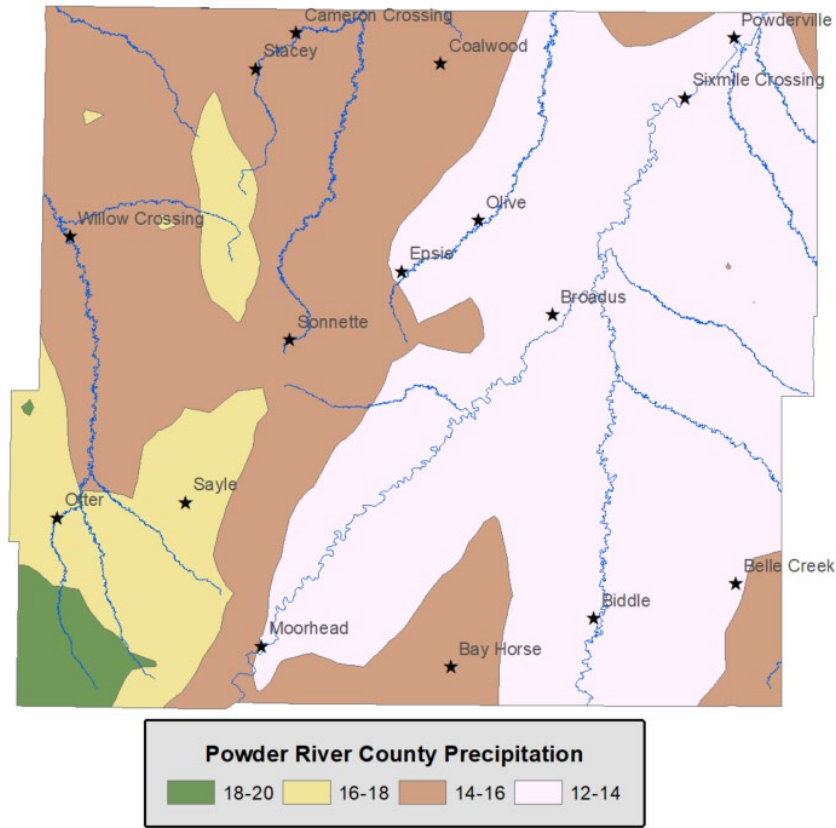 Cameron Crossing
Powderville
Stacey
Coalwood
Sixmile Crossing
Olive
Willow Crossing
Epsie
Broadus
Sonnette
Sayle
Otter
Belle Creek
Biddle
Moorhead
Bay Horse
Powder River County Precipitation
18-20 16-18 14-16 12-14